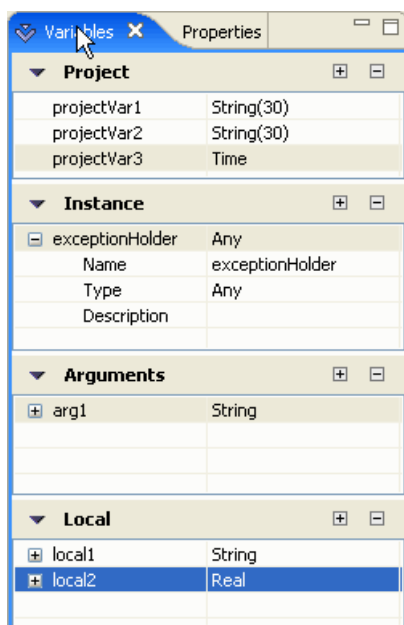 Variables Properties
Project
projectVar1 String(30)
projectVar2 String(30)
projectVar3 Time
Instance
exceptionHolder Any
Name exceptionHolder
Type Any
Description
Arguments
arg1 String
Local
local1 String
local2 Real